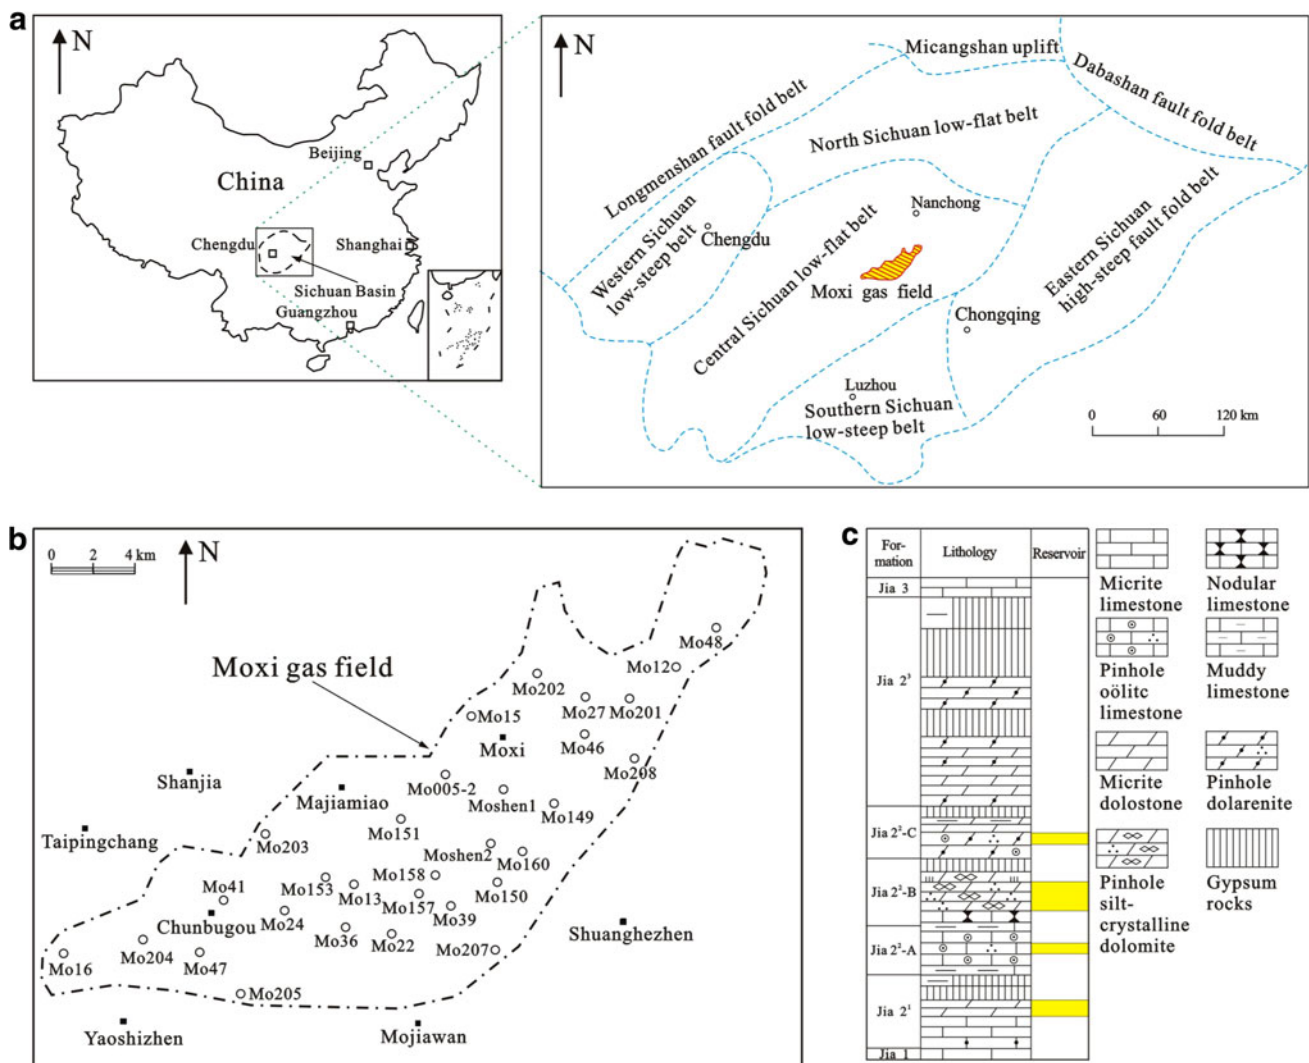 a
N
Beijing
China
Chengdu
Shanghai
Sichuan Basin
Guangzhou
N
Micangshan uplift
Dabashan fault fold belt
Longmenshan fault fold belt
North Sichuan low-flat belt
Nanchong
Western Sichuan
low-steep belt
Chengdu
Central Sichuan low-flat belt
Moxi gas field
Eastern Sichuan
high-steep fault fold belt
Chongqing
Luzhou
Southern Sichuan
low-steep belt
0 60 120 km
b
0 2 4 km
N
Moxi gas field
Mo48
Mo12
Mo202
Mo27
Mo201
Mo15
Moxi
Mo46
Mo208
Shanjia
Majiamiao
Mo005-2
Moshen1
Mo149
Taipingchang
Mo203
Mo151
Moshen2
Mo160
Mo153
Mo158
Mo13
Mo157
Mo150
Mo41
Mo39
Chunbugou
Mo24
Mo36
Mo22
Mo207
Shuanghezhen
Mo16
Mo204
Mo47
Mo205
Yaoshizhen
Mojiawan
c
For-
mation
Lithology
Reservoir
Jia 3
Jia 2³
Jia 2²-C
Jia 2²-B
Jia 2²-A
Jia 2¹
Jia 1
Micrite
limestone
Nodular
limestone
Pinhole
oölitc
limestone
Muddy
limestone
Micrite
dolostone
Pinhole
dolarenite
Pinhole
silt-
crystalline
dolomite
Gypsum
rocks